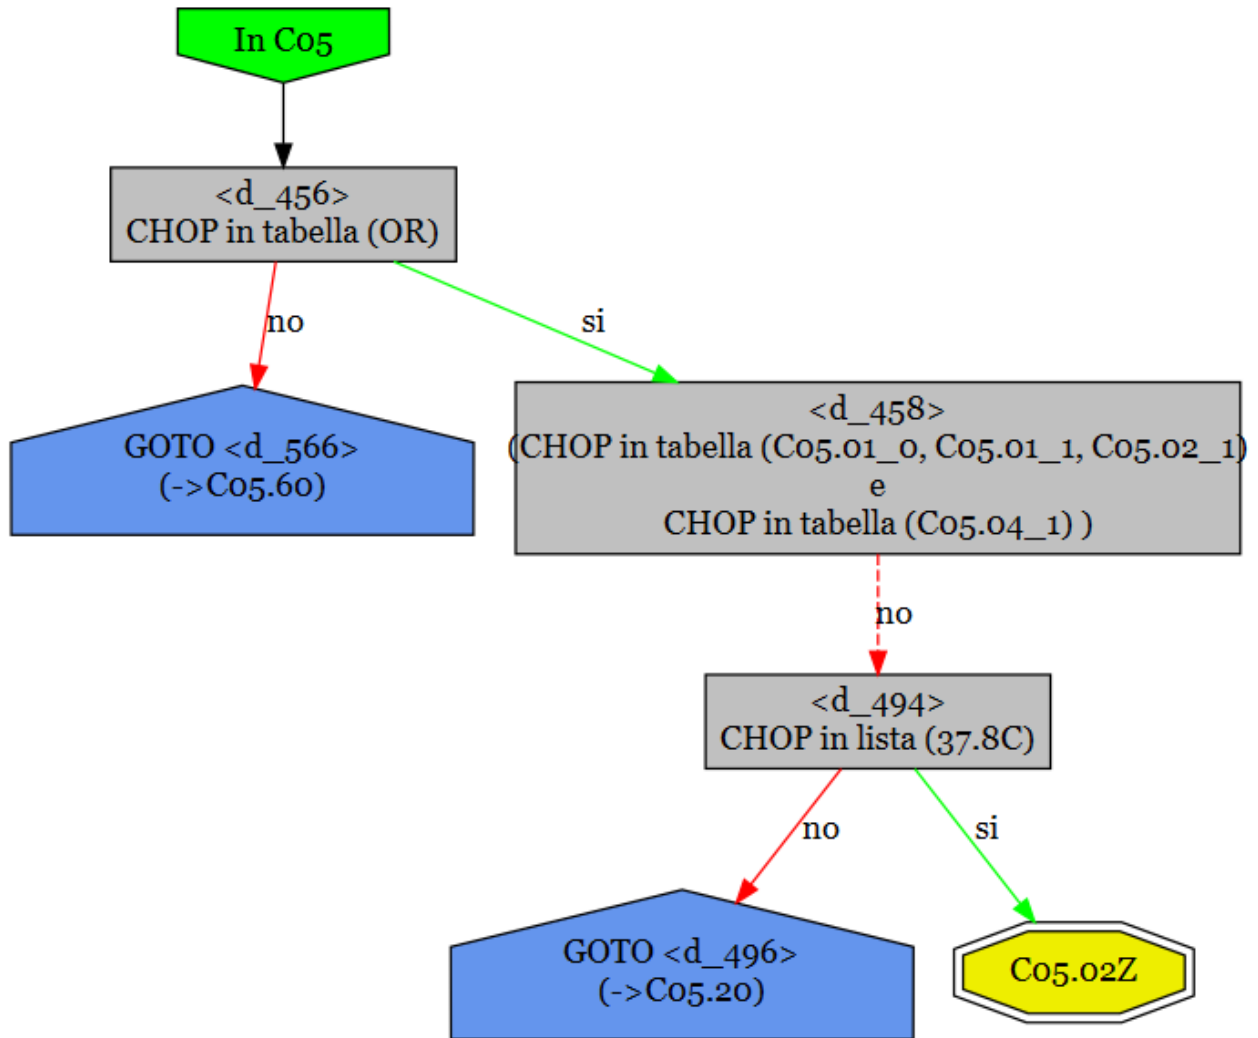 In C05
<d_456>
CHOP in tabella (OR)
no
si
GOTO <d_566>
(->C05.60)
<d_458>
(CHOP in tabella (C05.01_0, C05.01_1, C05.02_1)
e
CHOP in tabella (C05.04_1) )
no
<d_494>
CHOP in lista (37.8C)
no
si
GOTO <d_496>
(->C05.20)
C05.02Z